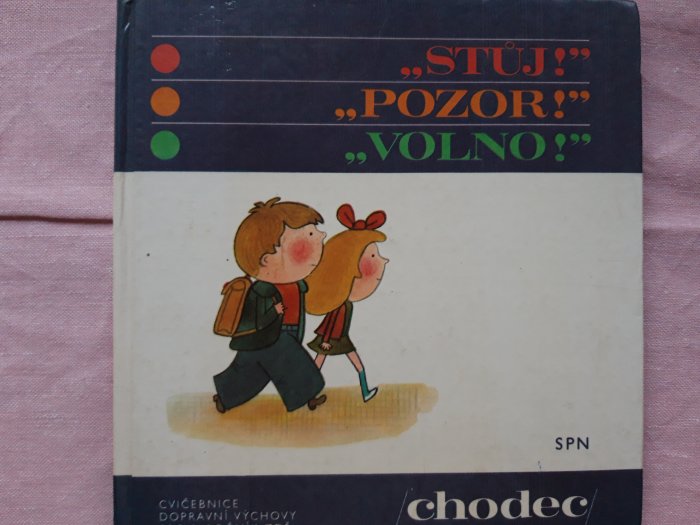 „STŮJ!”
„POZOR!”
„VOLNO!”
SPN
CVIČEBNICE
DOPRAVNÍ VÝCHOVY
/chodec/